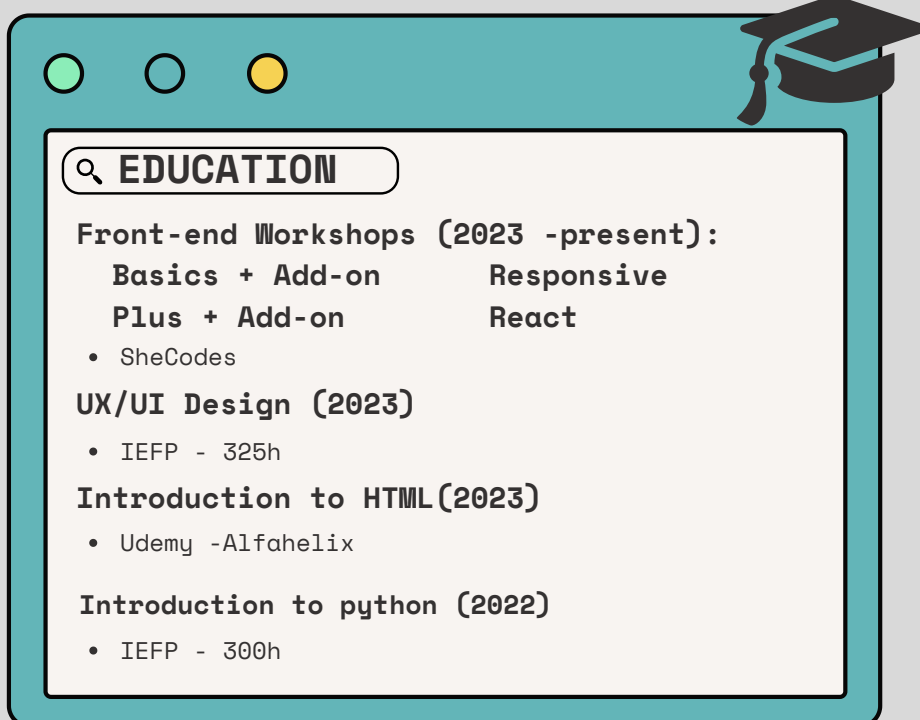 EDUCATION
Front-end Workshops (2023 -present):
Basics + Add-on Responsive
Plus + Add-on React
• SheCodes
UX/UI Design (2023)
• IEFP - 325h
Introduction to HTML(2023)
• Udemy -Alfahelix
Introduction to python (2022)
• IEFP - 300h